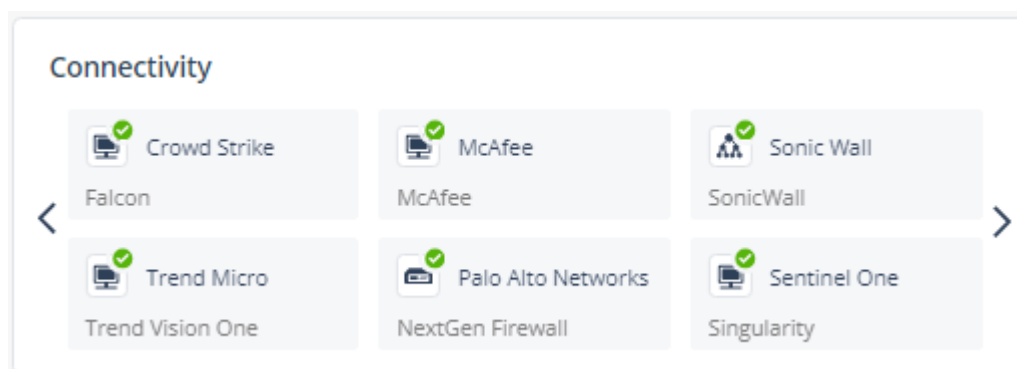 Connectivity
Crowd Strike
Falcon
McAfee
McAfee
Sonic Wall
SonicWall
Trend Micro
Trend Vision One
Palo Alto Networks
NextGen Firewall
Sentinel One
Singularity